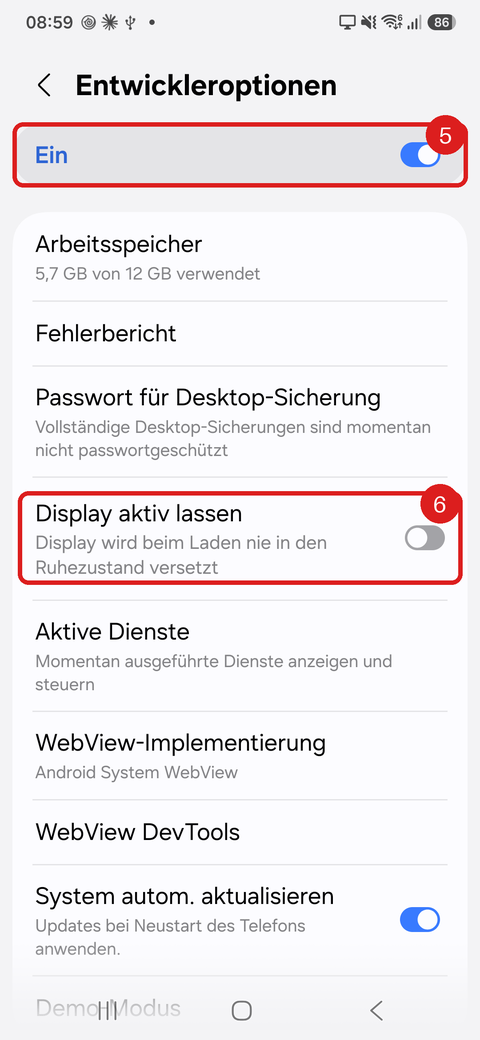 08:59 86
Entwickleroptionen
5
Ein
Arbeitsspeicher
5,7 GB von 12 GB verwendet
Fehlerbericht
Passwort für Desktop-Sicherung
Vollständige Desktop-Sicherungen sind momentan
nicht passwortgeschützt
6
Display aktiv lassen
Display wird beim Laden nie in den
Ruhezustand versetzt
Aktive Dienste
Momentan ausgeführte Dienste anzeigen und
steuern
WebView-Implementierung
Android System WebView
WebView DevTools
System autom. aktualisieren
Updates bei Neustart des Telefons
anwenden.
Demo-Modus